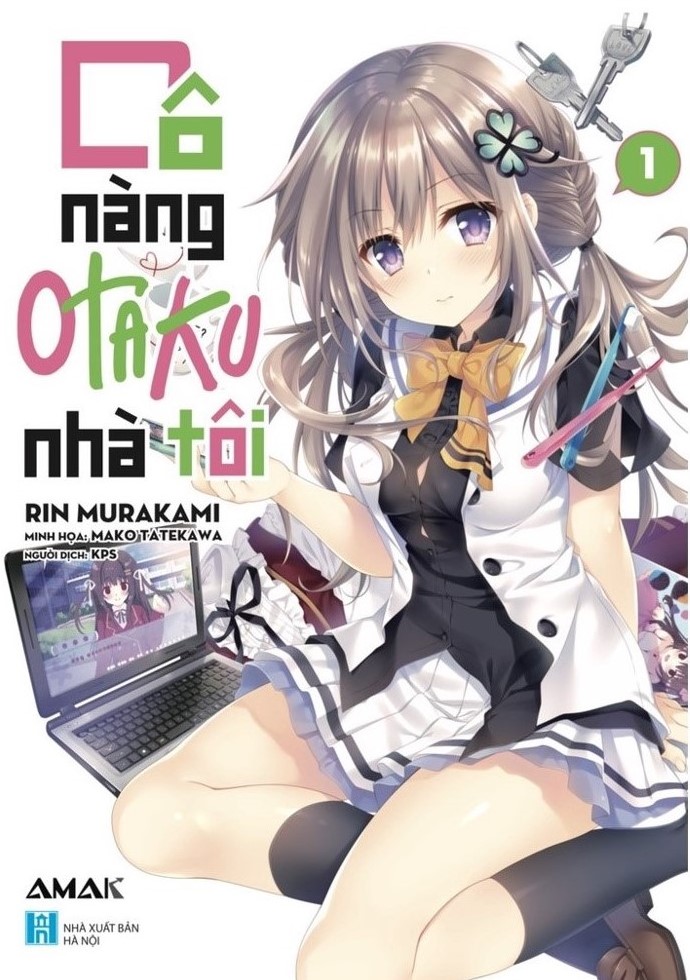 Cô
nàng
OTAKU
nhà tôi
1
RIN MURAKAMI
MINH HỌA: MAKO TATEKAWA
NGƯỜI DỊCH: KPS
AMAK
NHÀ XUẤT BẢN
HÀ NỘI